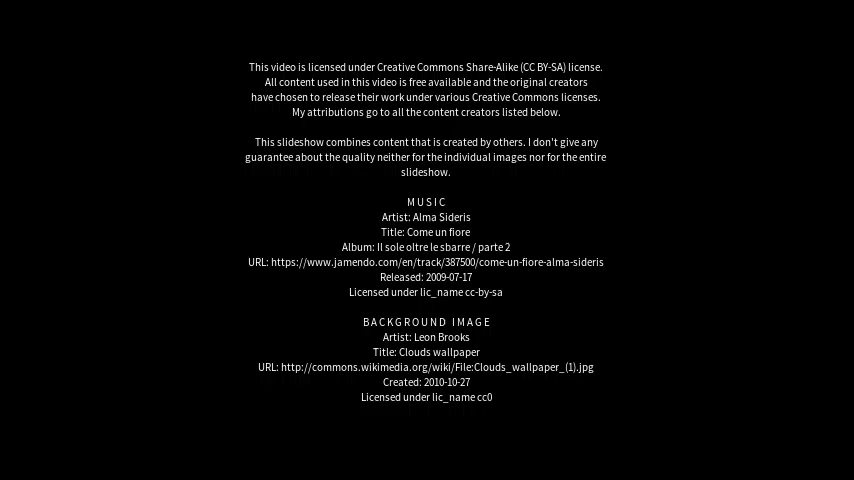 This video is licensed under Creative Commons Share-Alike (CC BY-SA) license.
All content used in this video is free available and the original creators
have chosen to release their work under various Creative Commons licenses.
My attributions go to all the content creators listed below.
This slideshow combines content that is created by others. I don't give any
guarantee about the quality neither for the individual images nor for the entire
slideshow.
MUSIC
Artist: Alma Sideris
Title: Come un fiore
Album: Il sole oltre le sbarre / parte 2
URL: https://www.jamendo.com/en/track/387500/come-un-fiore-alma-sideris
Released: 2009-07-17
Licensed under lic_name cc-by-sa
BACKGROUND IMAGE
Artist: Leon Brooks
Title: Clouds wallpaper
URL: http://commons.wikimedia.org/wiki/File:Clouds_wallpaper_(1).jpg
Created: 2010-10-27
Licensed under lic_name cc0